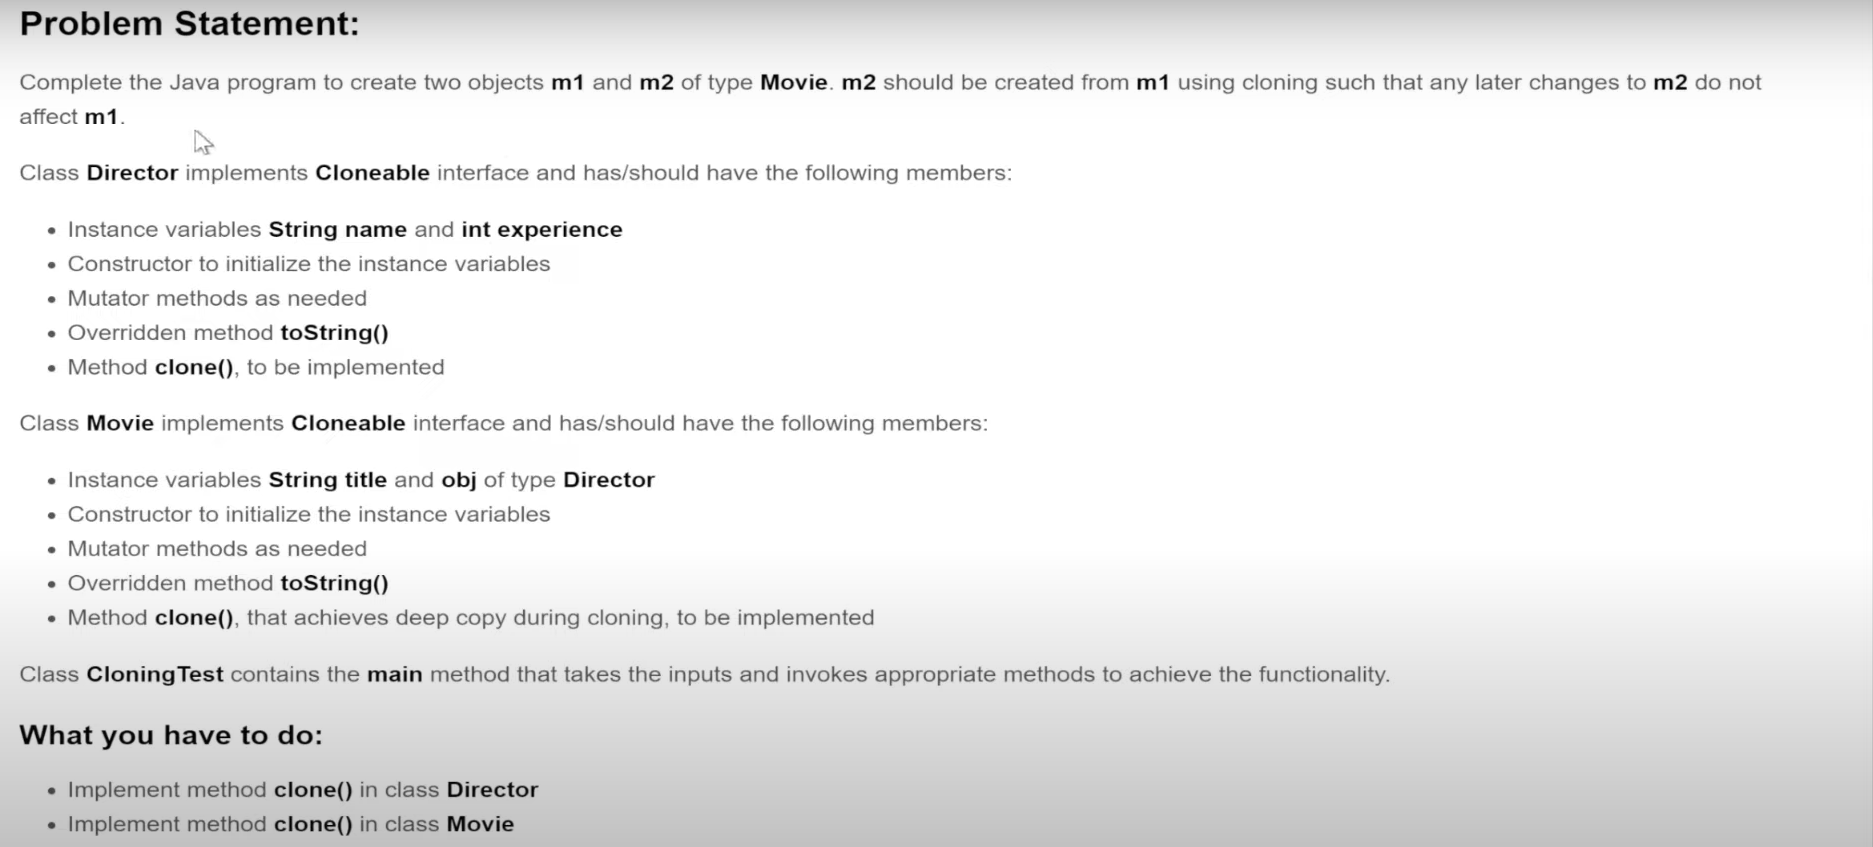 Problem Statement:
Complete the Java program to create two objects m1 and m2 of type Movie. m2 should be created from m1 using cloning such that any later changes to m2 do not
affect m1.
Class Director implements Cloneable interface and has/should have the following members:
• Instance variables String name and int experience
• Constructor to initialize the instance variables
• Mutator methods as needed
• Overridden method toString()
• Method clone(), to be implemented
Class Movie implements Cloneable interface and has/should have the following members:
• Instance variables String title and obj of type Director
• Constructor to initialize the instance variables
• Mutator methods as needed
• Overridden method toString()
• Method clone(), that achieves deep copy during cloning, to be implemented
Class CloningTest contains the main method that takes the inputs and invokes appropriate methods to achieve the functionality.
What you have to do:
• Implement method clone() in class Director
• Implement method clone() in class Movie